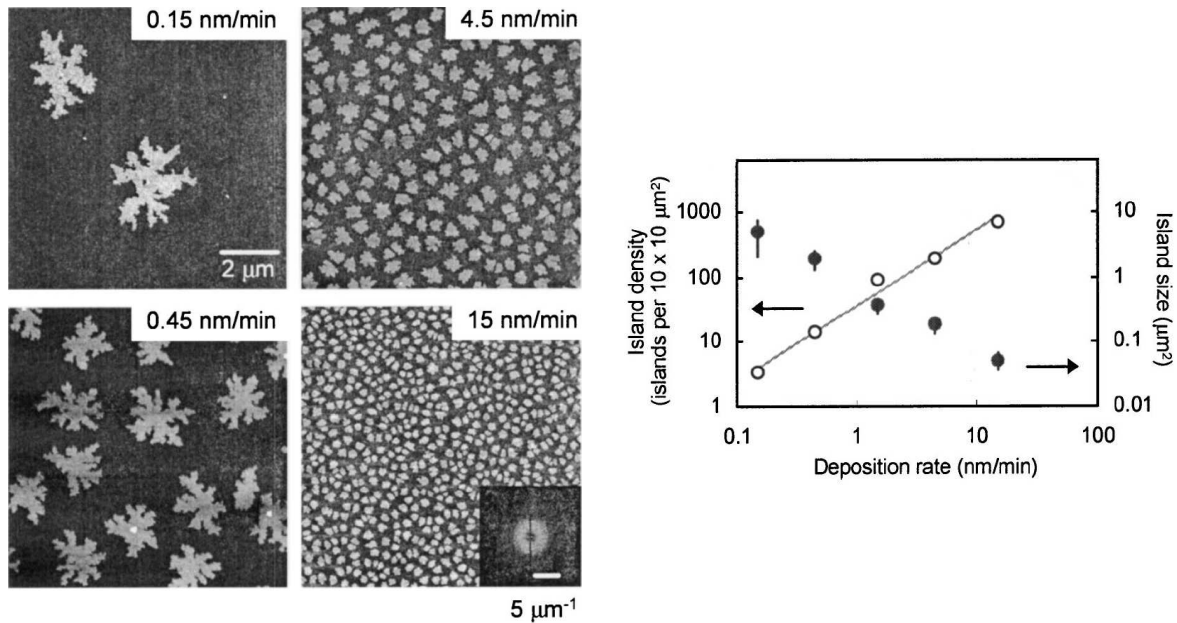 0.15 nm/min
4.5 nm/min
2 μm
0.45 nm/min
15 nm/min
5 μm⁻¹
Island density
(islands per 10 x 10 μm²)
1000
100
10
1
10
1
0.1
0.01
Island size (μm²)
0.1
1
10
100
Deposition rate (nm/min)